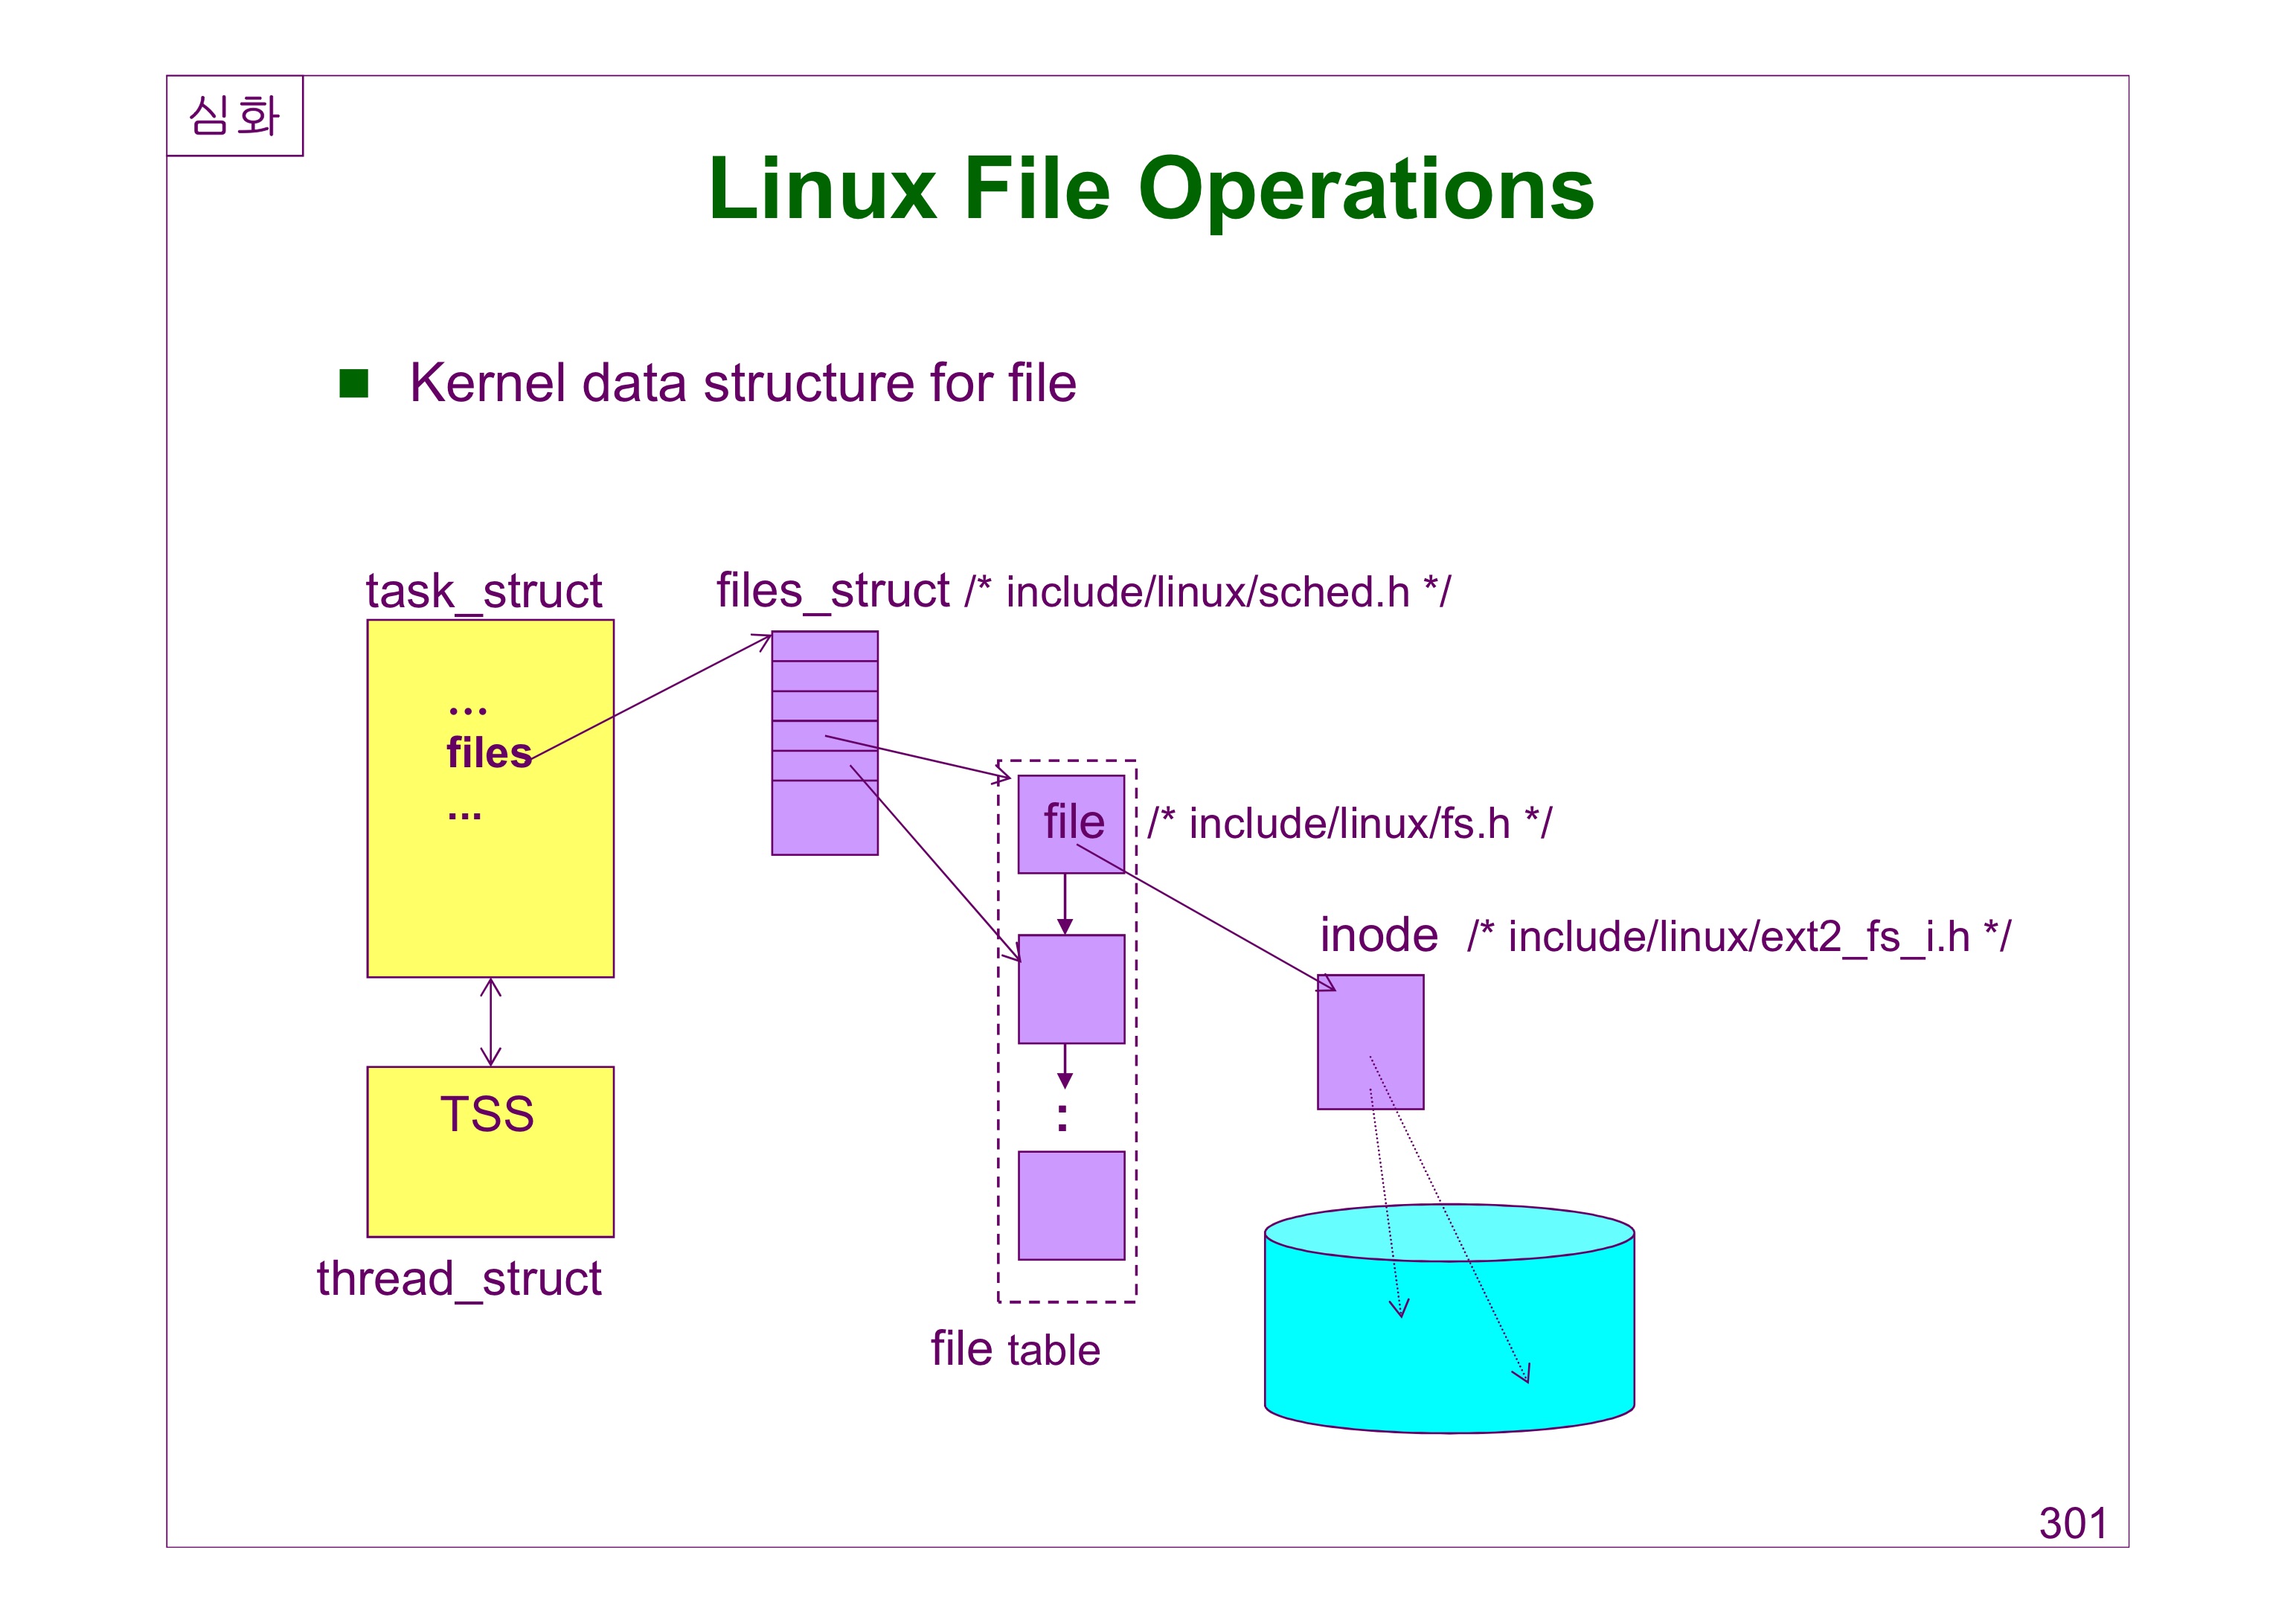 심화
Linux File Operations
Kernel data structure for file
task_struct
files_struct /* include/linux/sched.h */
...
files
...
file /* include/linux/fs.h */
inode /* include/linux/ext2_fs_i.h */
TSS
:
thread_struct
file table
301